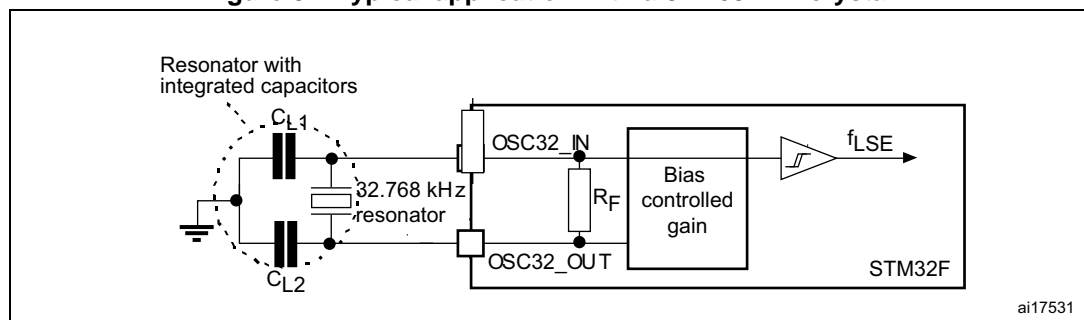 Resonator with
integrated capacitors
CL1
OSC32_IN
fLSE
32.768 kHz
resonator
RF
Bias
controlled
gain
OSC32_OUT
STM32F
CL2
ai17531